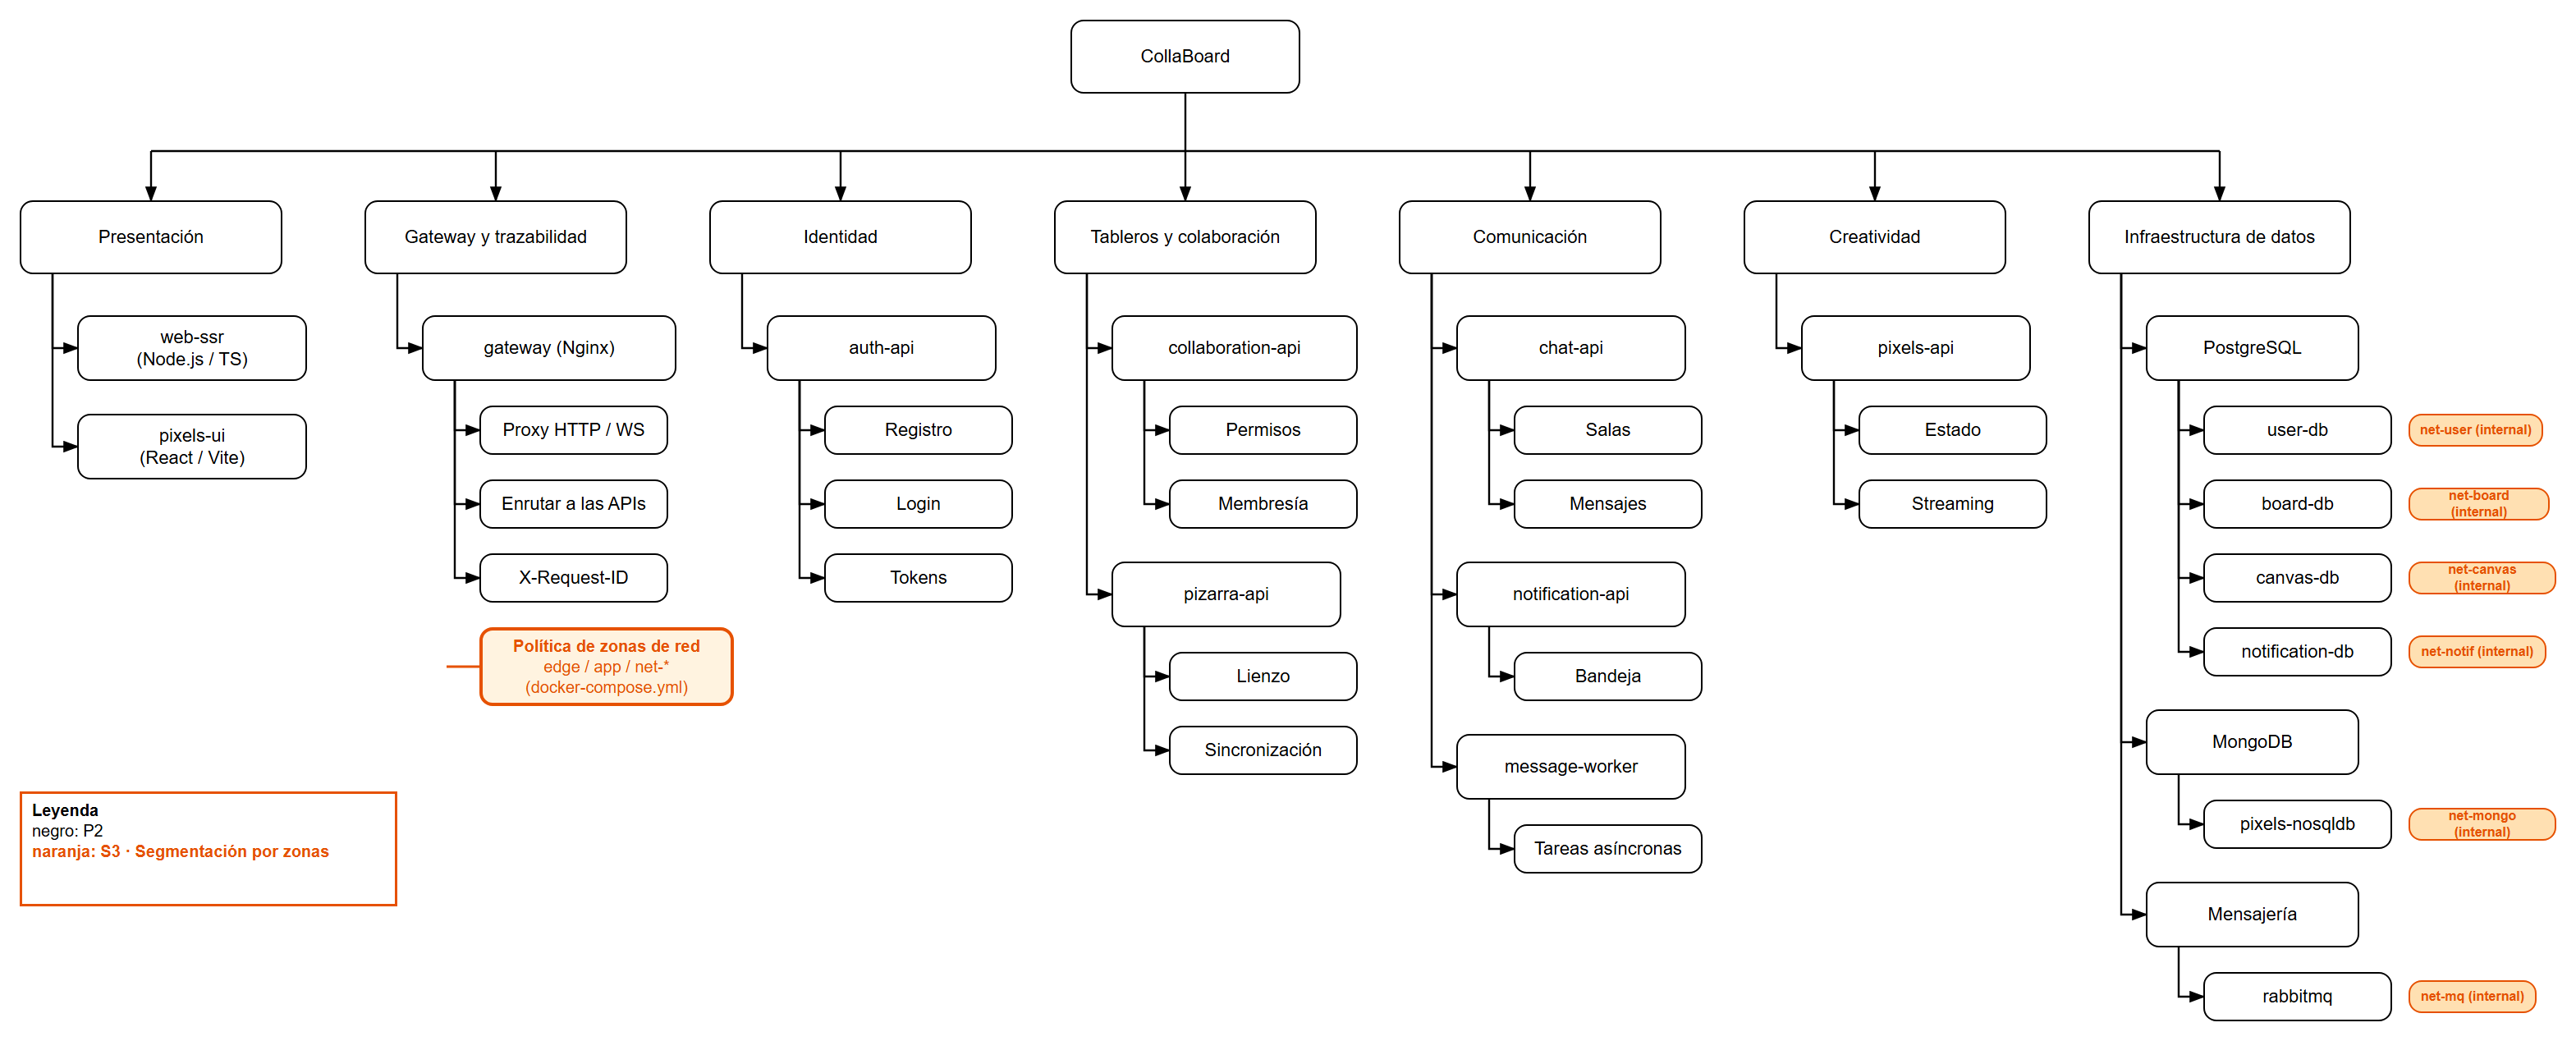 CollaBoard
Presentación
web-ssr
(Node.js / TS)
pixels-ui
(React / Vite)
Gateway y trazabilidad
gateway (Nginx)
Proxy HTTP / WS
Enrutar a las APIs
X-Request-ID
Política de zonas de red
edge / app / net-*
(docker-compose.yml)
Identidad
auth-api
Registro
Login
Tokens
Tableros y colaboración
collaboration-api
Permisos
Membresía
pizarra-api
Lienzo
Sincronización
Comunicación
chat-api
Salas
Mensajes
notification-api
Bandeja
message-worker
Tareas asíncronas
Creatividad
pixels-api
Estado
Streaming
Infraestructura de datos
PostgreSQL
user-db
net-user (internal)
board-db
net-board
(internal)
canvas-db
net-canvas
(internal)
notification-db
net-notif (internal)
MongoDB
pixels-nosqldb
net-mongo
(internal)
Mensajería
rabbitmq
net-mq (internal)
Leyenda
negro: P2
naranja: S3 · Segmentación por zonas